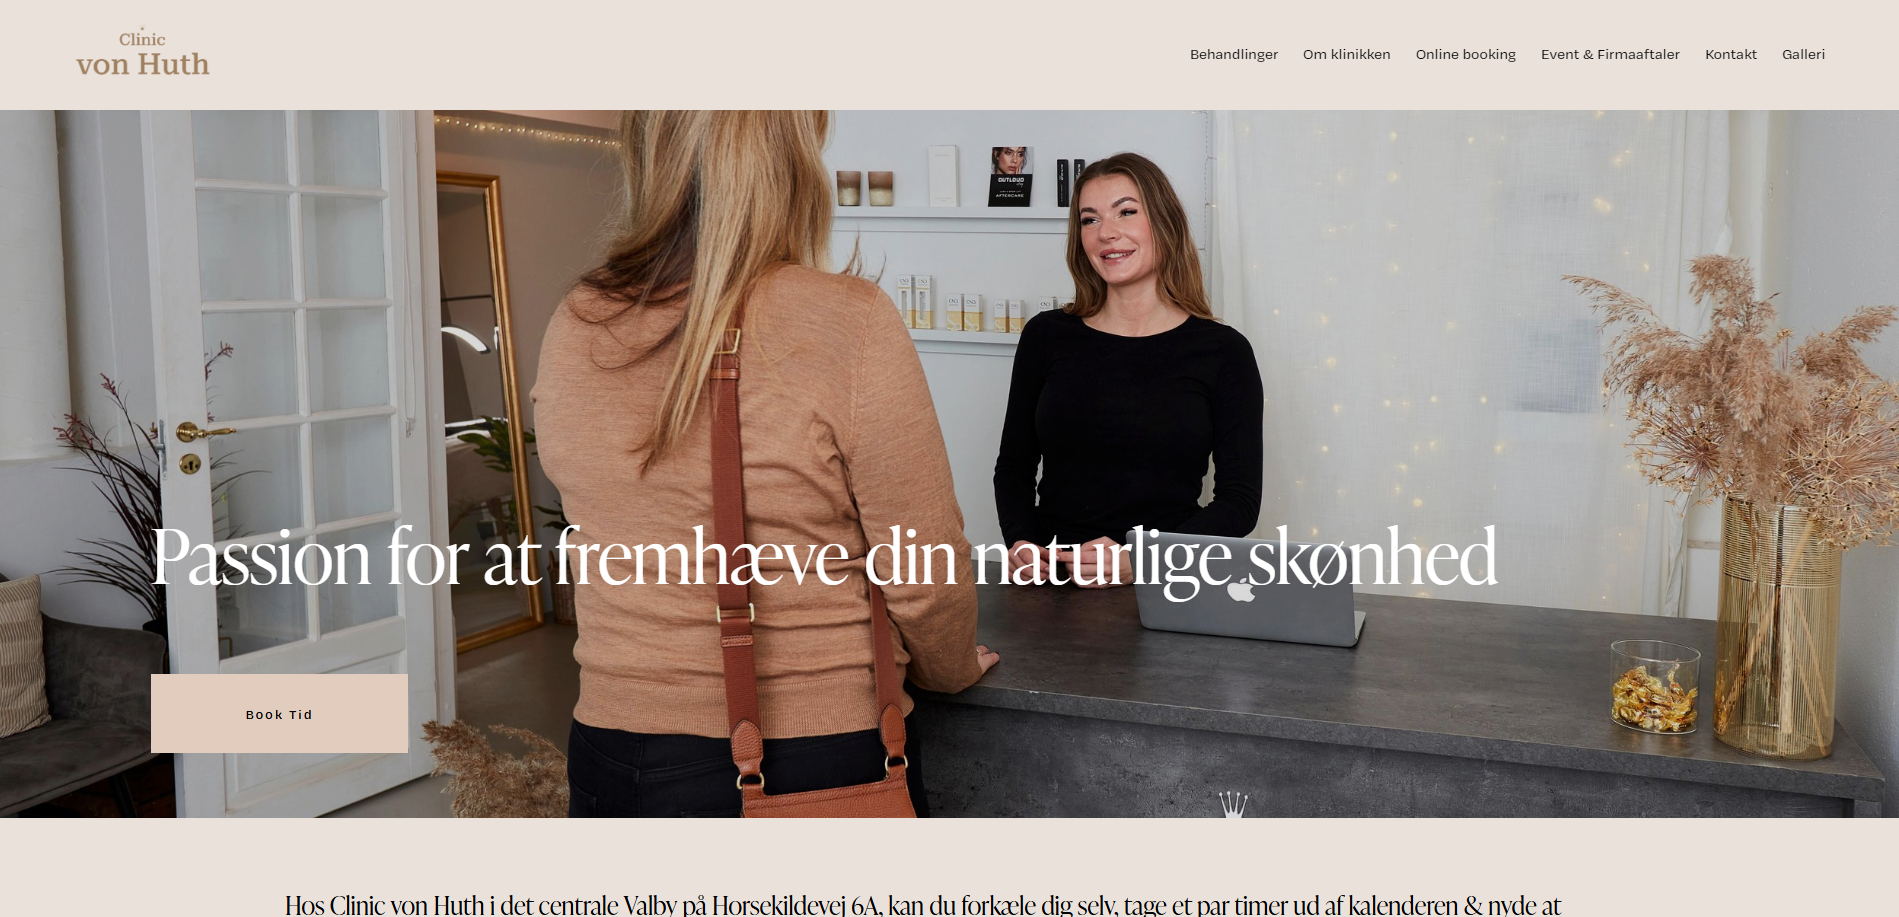 Clinic
von Huth
Behandlinger Om klinikken Online booking Event & Firmaaftaler Kontakt Galleri
OUTLOUD
AFTERCARE
Passion for at fremhæve din naturlige skønhed
Book Tid
Hos Clinic von Huth i det centrale Valby på Horsekildevej 6A, kan du forkæle dig selv, tage et par timer ud af kalenderen & nyde at